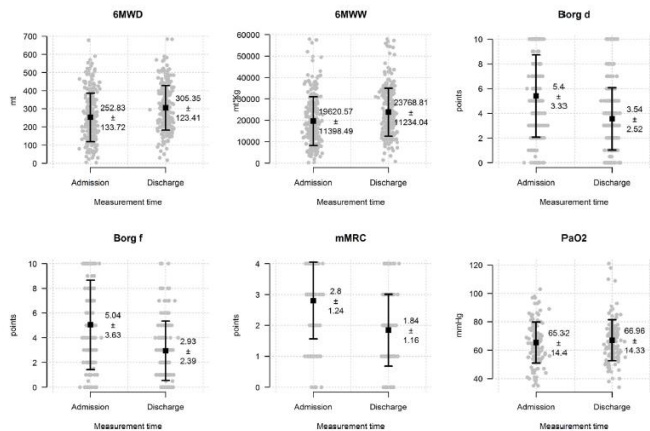 6MWD
700
600
500
400
300
200
100
0
mt
252.83
±
133.72
305.35
±
123.41
Admission
Discharge
Measurement time
6MWW
60000
50000
40000
30000
20000
10000
0
mt*kg
19620.57
±
11398.49
23768.81
±
11234.04
Admission
Discharge
Measurement time
Borg d
10
8
6
4
2
0
points
5.4
±
3.33
3.54
±
2.52
Admission
Discharge
Measurement time
Borg f
10
8
6
4
2
0
points
5.04
±
3.63
2.93
±
2.39
Admission
Discharge
Measurement time
mMRC
4
3
2
1
0
points
2.8
±
1.24
1.84
±
1.16
Admission
Discharge
Measurement time
PaO2
120
100
80
60
40
mmHg
65.32
±
14.4
66.96
±
14.33
Admission
Discharge
Measurement time